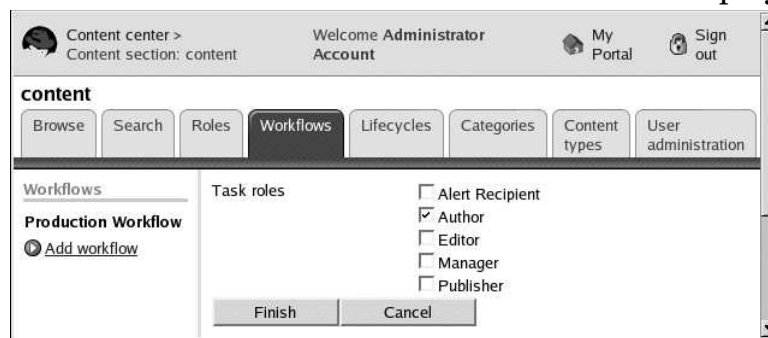 Content center >
Content section: content
Welcome Administrator
Account
My
Portal
Sign
out
content
Browse
Search
Roles
Workflows
Lifecycles
Categories
Content
types
User
administration
Workflows
Production Workflow
Add workflow
Task roles
Alert Recipient
Author
Editor
Manager
Publisher
Finish
Cancel